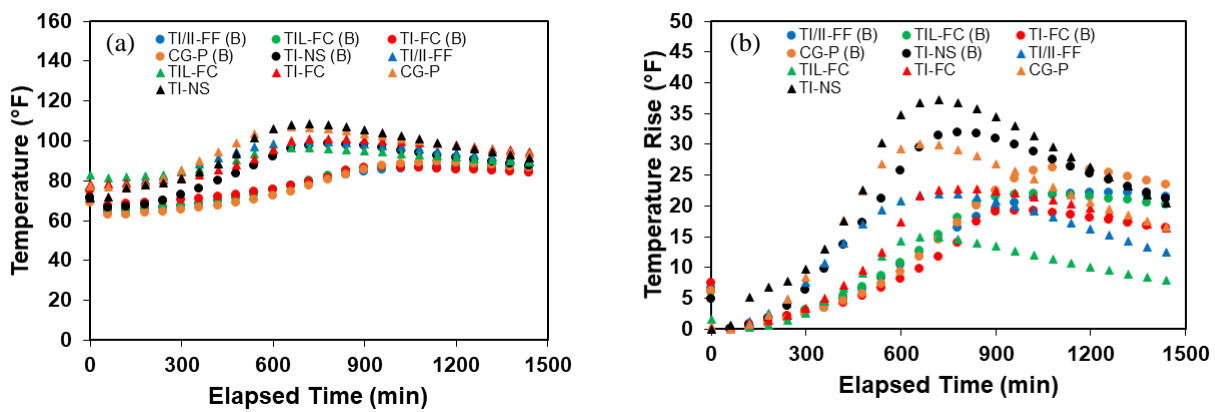 (a)
TI/II-FF (B) TIL-FC (B) TI-FC (B)
CG-P (B) TI-NS (B) TI/II-FF
TIL-FC TI-FC CG-P
TI-NS
Temperature (°F)
160
140
120
100
80
60
40
20
0
0 300 600 900 1200 1500
Elapsed Time (min)
(b)
TI/II-FF (B) TIL-FC (B) TI-FC (B)
CG-P (B) TI-NS (B) TI/II-FF
TIL-FC TI-FC CG-P
TI-NS
Temperature Rise (°F)
50
45
40
35
30
25
20
15
10
5
0
0 300 600 900 1200 1500
Elapsed Time (min)